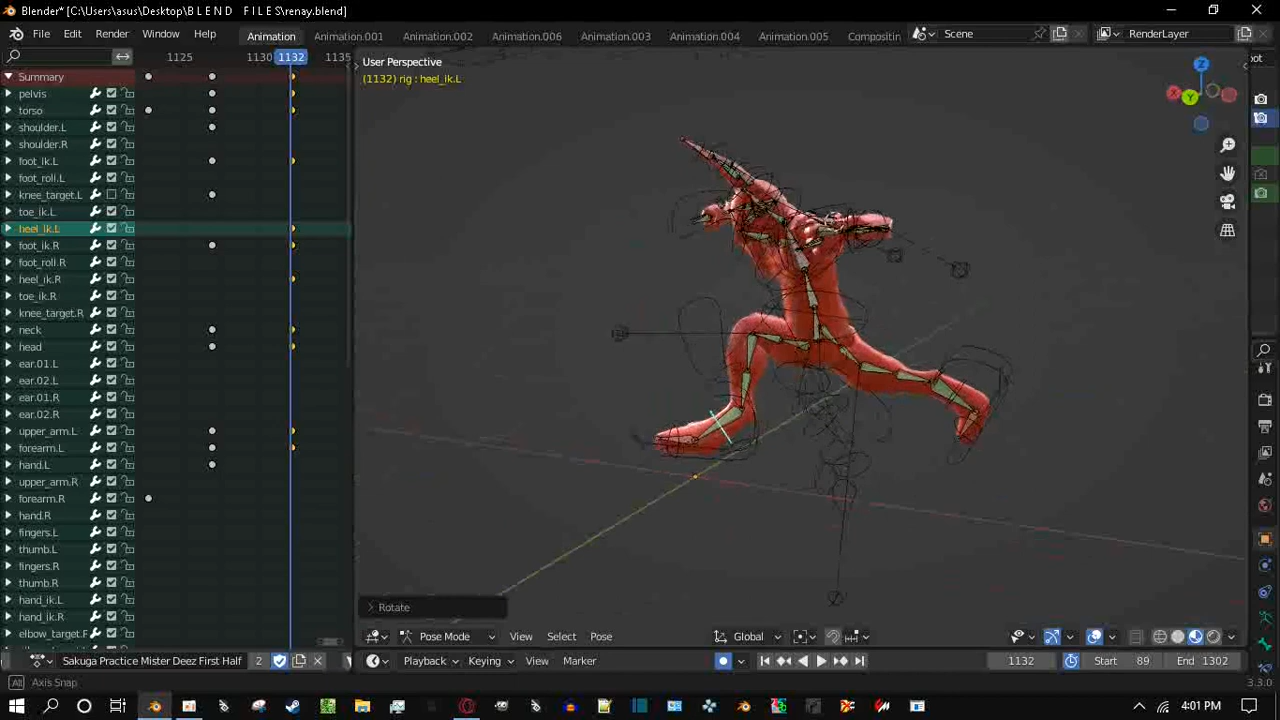 Blender* [C:\Users\asus\Desktop\B L E N D   F I L E S\renay.blend]
File Edit Render Window Help Animation Animation.001 Animation.002 Animation.006 Animation.003 Animation.004 Animation.005 Compositin Scene RenderLayer
1125 1130 1132 1135
User Perspective
(1132) rig : heel_ik.L
Summary
pelvis
torso
shoulder.L
shoulder.R
foot_ik.L
foot_roll.L
knee_target.L
toe_ik.L
heel_ik.L
foot_ik.R
foot_roll.R
heel_ik.R
toe_ik.R
knee_target.R
neck
head
ear.01.L
ear.02.L
ear.01.R
ear.02.R
upper_arm.L
forearm.L
hand.L
upper_arm.R
forearm.R
hand.R
fingers.L
thumb.L
fingers.R
thumb.R
hand_ik.L
hand_ik.R
Z
X
Y
oot
Rotate
Pose Mode View Select Pose Global
Sakuga Practice Mister Deez First Half 2 Playback Keying View Marker 1132 Start 89 End 1302
Alt Axis Snap 3.3.0
4:01 PM